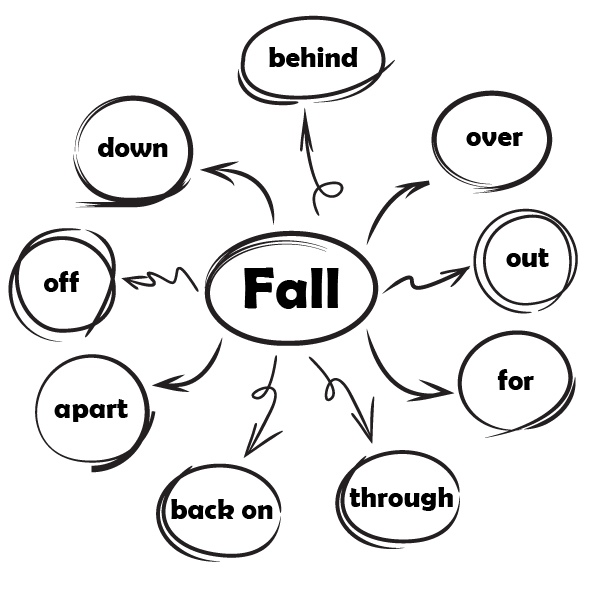 behind
over
down
out
off
Fall
for
apart
through
back on